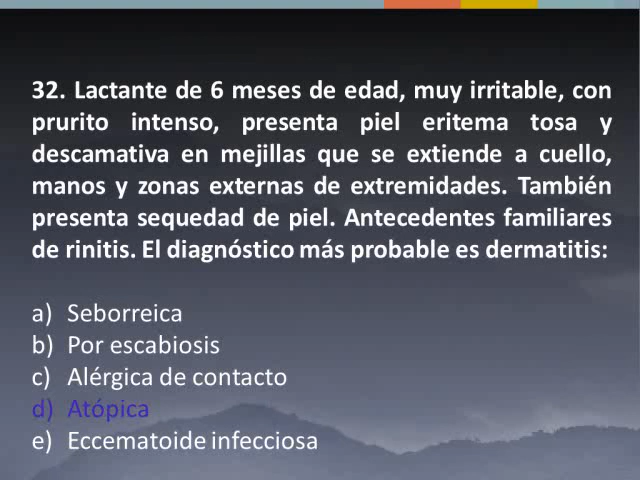 32. Lactante de 6 meses de edad, muy irritable, con
prurito intenso, presenta piel eritema tosa y
descamativa en mejillas que se extiende a cuello,
manos y zonas externas de extremidades. También
presenta sequedad de piel. Antecedentes familiares
de rinitis. El diagnóstico más probable es dermatitis:
a) Seborreica
b) Por escabiosis
c) Alérgica de contacto
d) Atópica
e) Eccematoide infecciosa